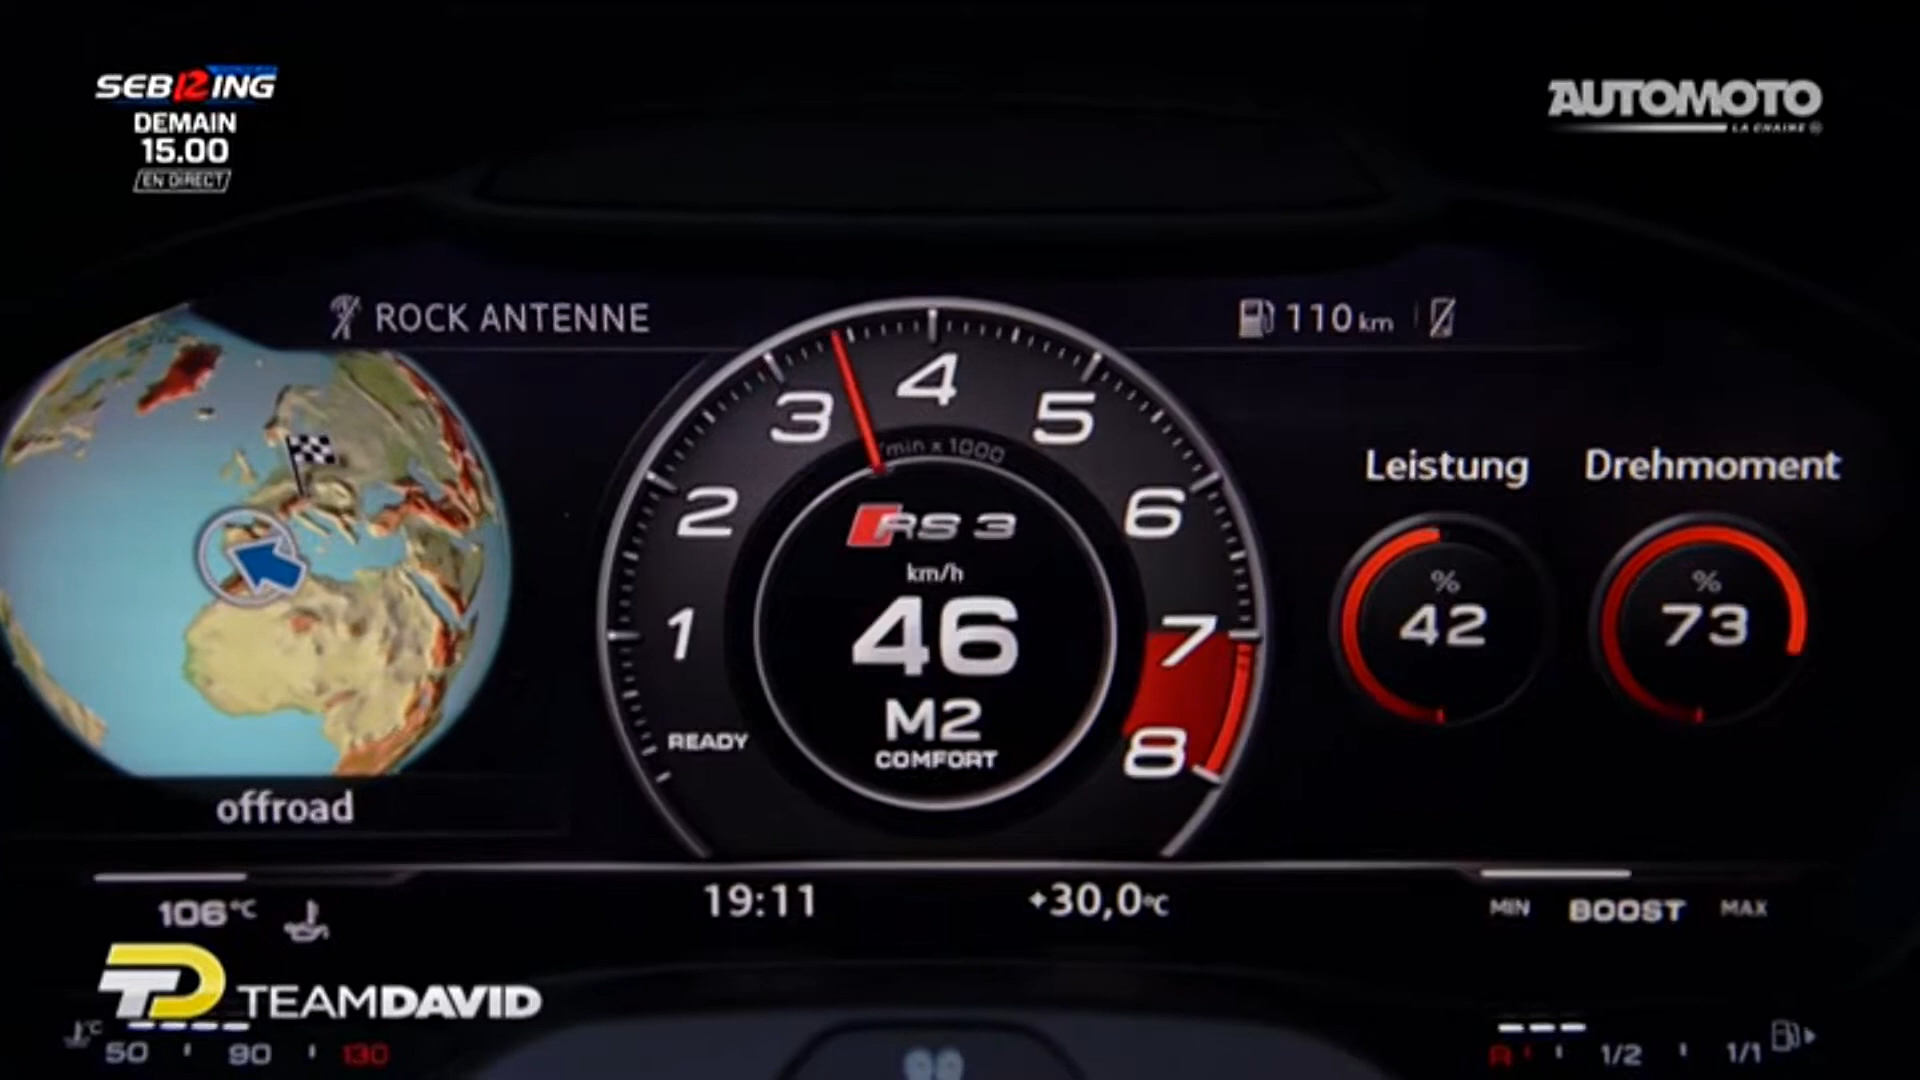 SEB12ING
DEMAIN
15.00
EN DIRECT
AUTOMOTO
LA CHAINE
ROCK ANTENNE
110 km
1
2
3
4
5
6
7
8
READY
/min x 1000
RS 3
km/h
46
M2
COMFORT
Leistung
Drehmoment
%
42
%
73
offroad
106°C
19:11
+30,0°C
MIN BOOST MAX
TD TEAMDAVID
°C
50 90 130
R 1/2 1/1